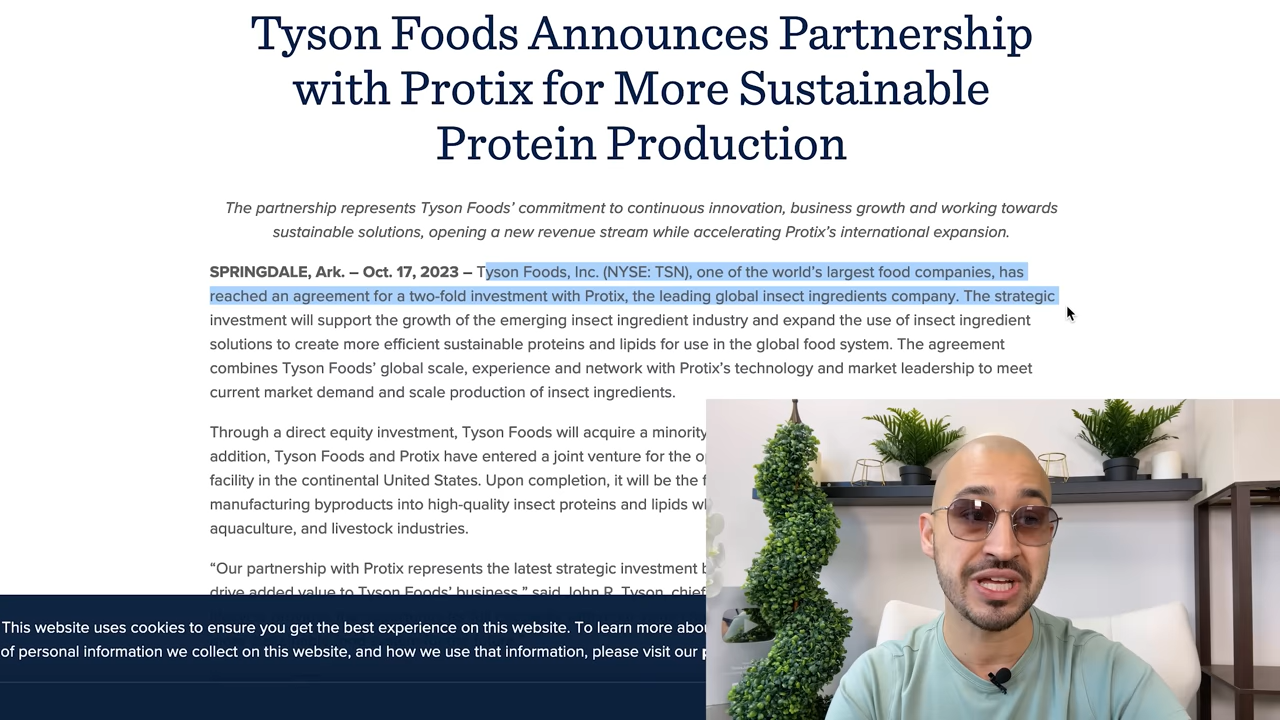 Tyson Foods Announces Partnership
with Protix for More Sustainable
Protein Production
The partnership represents Tyson Foods’ commitment to continuous innovation, business growth and working towards
sustainable solutions, opening a new revenue stream while accelerating Protix’s international expansion.
SPRINGDALE, Ark. – Oct. 17, 2023 – Tyson Foods, Inc. (NYSE: TSN), one of the world’s largest food companies, has
reached an agreement for a two-fold investment with Protix, the leading global insect ingredients company. The strategic
investment will support the growth of the emerging insect ingredient industry and expand the use of insect ingredient
solutions to create more efficient sustainable proteins and lipids for use in the global food system. The agreement
combines Tyson Foods’ global scale, experience and network with Protix’s technology and market leadership to meet
current market demand and scale production of insect ingredients.
Through a direct equity investment, Tyson Foods will acquire a minority
addition, Tyson Foods and Protix have entered a joint venture for the
facility in the continental United States. Upon completion, it will be the
manufacturing byproducts into high-quality insect proteins and lipids
aquaculture, and livestock industries.
“Our partnership with Protix represents the latest strategic investment
drive added value to Tyson Foods’ business,” said John R. Tyson, chief
This website uses cookies to ensure you get the best experience on this website. To learn more
of personal information we collect on this website, and how we use that information, please visit our